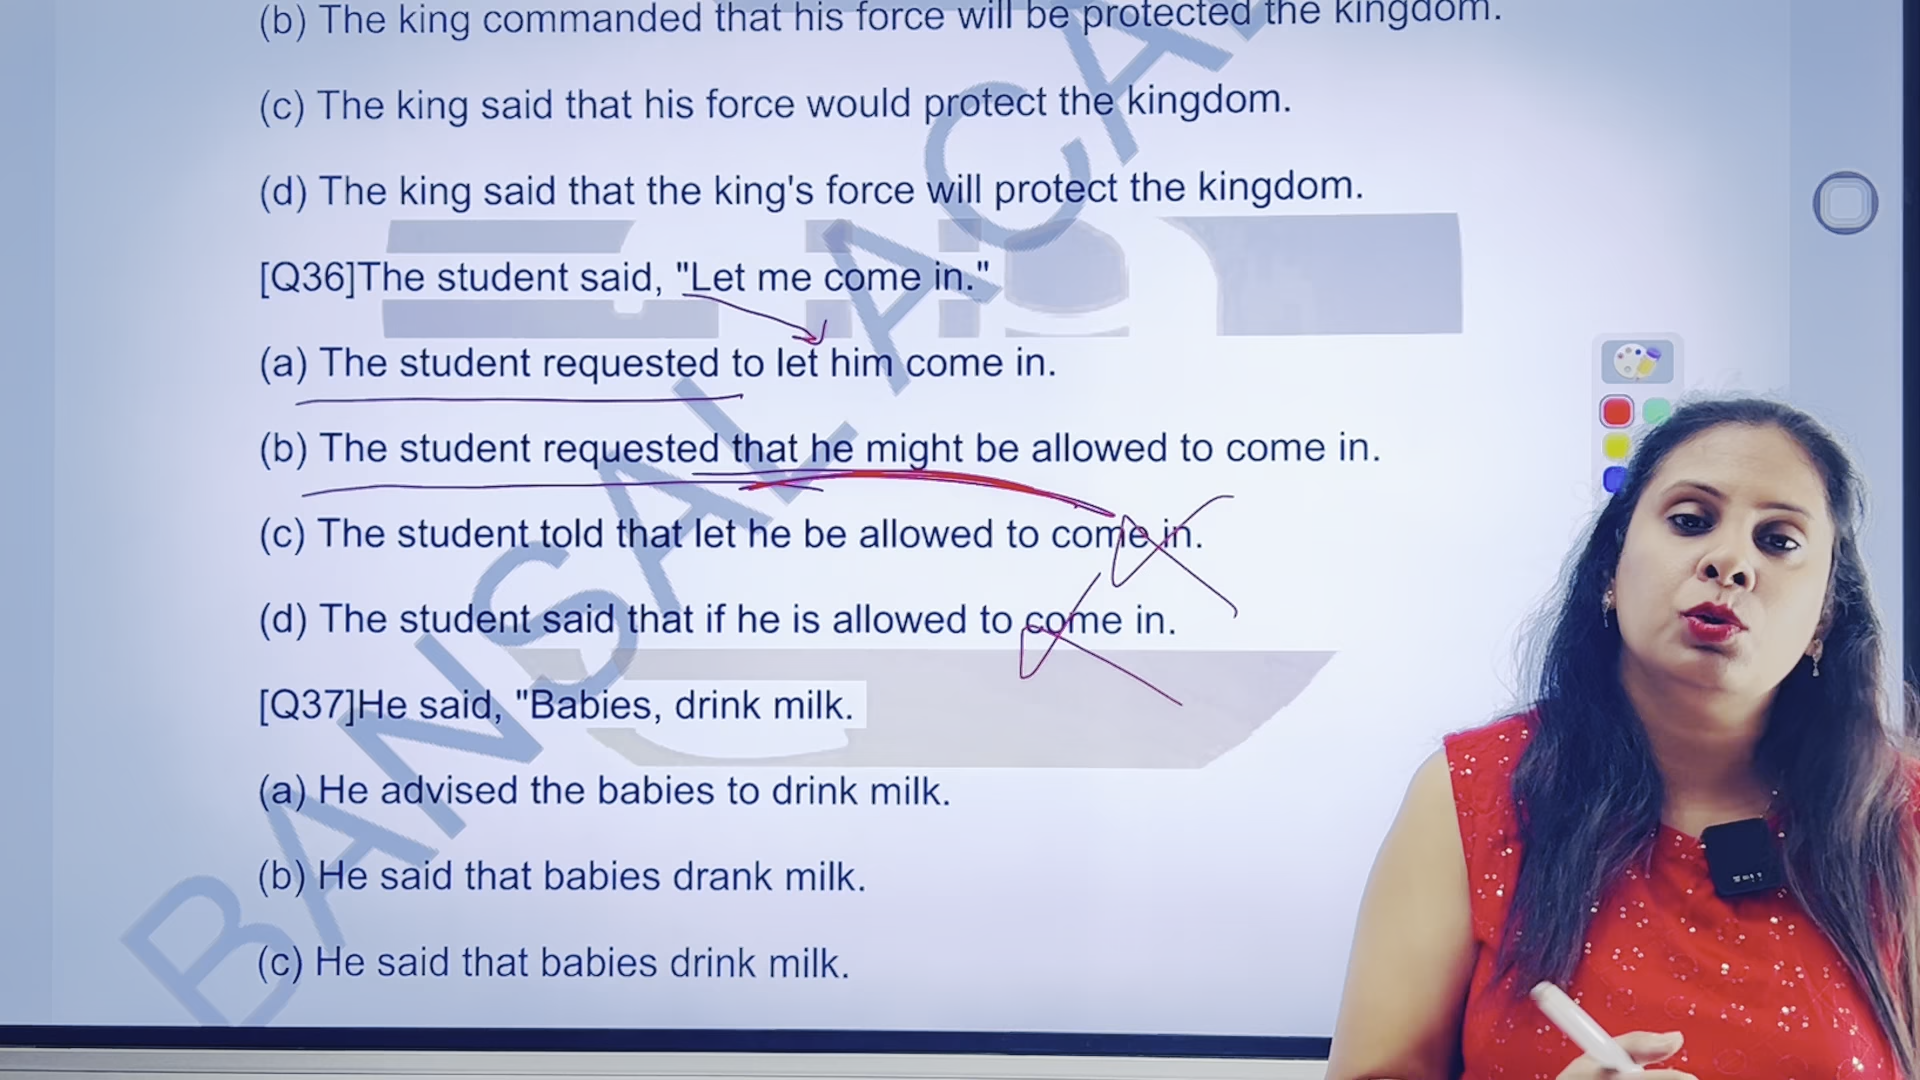 (b) The king commanded that his force will be protected the kingdom.
(c) The king said that his force would protect the kingdom.
(d) The king said that the king's force will protect the kingdom.
[Q36]The student said, "Let me come in."
(a) The student requested to let him come in.
(b) The student requested that he might be allowed to come in.
(c) The student told that let he be allowed to come in.
(d) The student said that if he is allowed to come in.
[Q37]He said, "Babies, drink milk.
(a) He advised the babies to drink milk.
(b) He said that babies drank milk.
(c) He said that babies drink milk.
BANSAL ACA